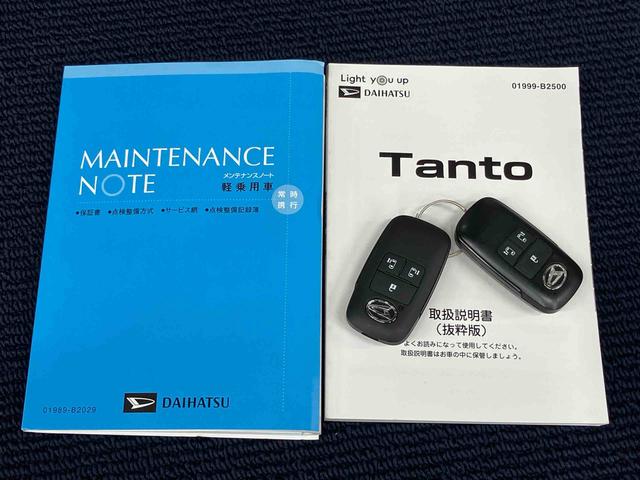 MAINTENANCE
NOTE
メンテナンスノート
軽乗用車
常時
携行
●保証書 ●点検整備方式 ●サービス網 ●点検整備記録簿
01989-B2029
DAIHATSU
Light you up
DAIHATSU
01999-B2500
Tanto
取扱説明書
(抜粋版)
よくお読みになって使用してください。
取扱説明書はお車の中に保管しましょう。